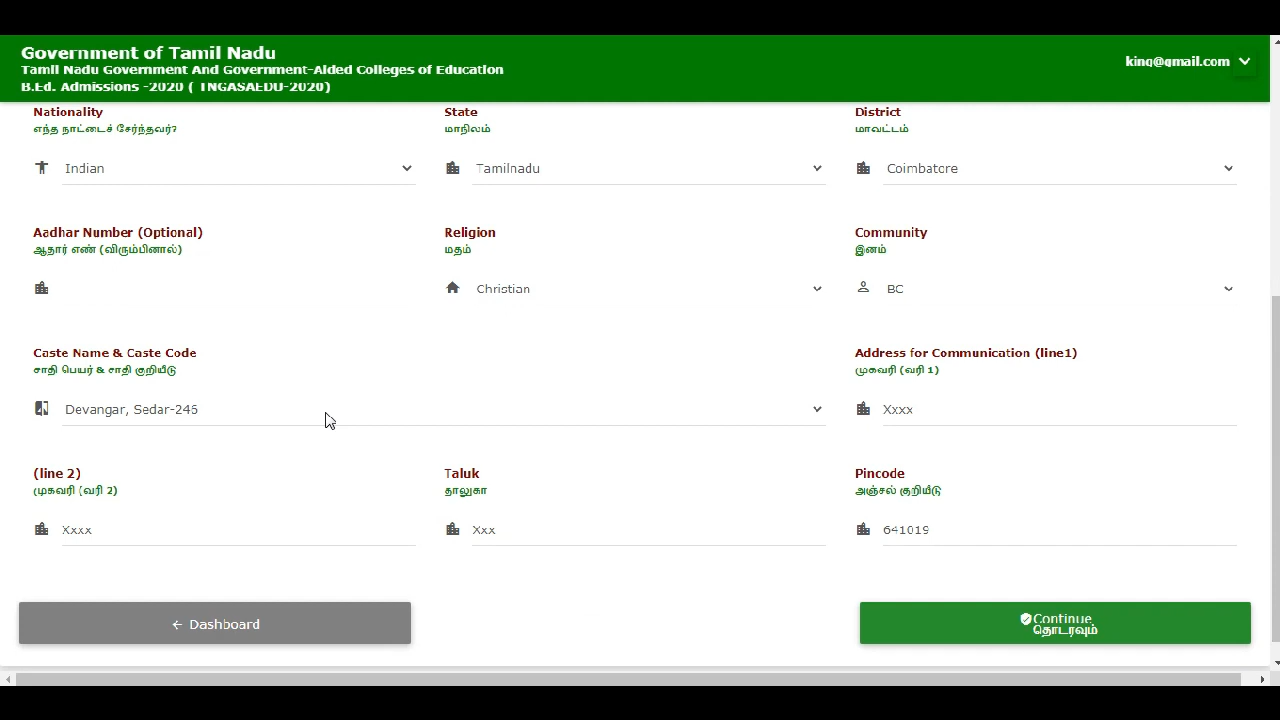 Government of Tamil Nadu
Tamil Nadu Government And Government-Aided Colleges of Education
B.Ed. Admissions -2020 ( TNGASAEDU-2020)
king@gmail.com
Nationality
எந்த நாட்டைச் சேர்ந்தவர்?
Indian
State
மாநிலம்
Tamilnadu
District
மாவட்டம்
Coimbatore
Aadhar Number (Optional)
ஆதார் எண் (விரும்பினால்)
Religion
மதம்
Christian
Community
இனம்
BC
Caste Name & Caste Code
சாதி பெயர் & சாதி குறியீடு
Devangar, Sedar-246
Address for Communication (line1)
முகவரி (வரி 1)
Xxxx
(line 2)
முகவரி (வரி 2)
Xxxx
Taluk
தாலுகா
Xxx
Pincode
அஞ்சல் குறியீடு
641019
← Dashboard
Continue
தொடரவும்